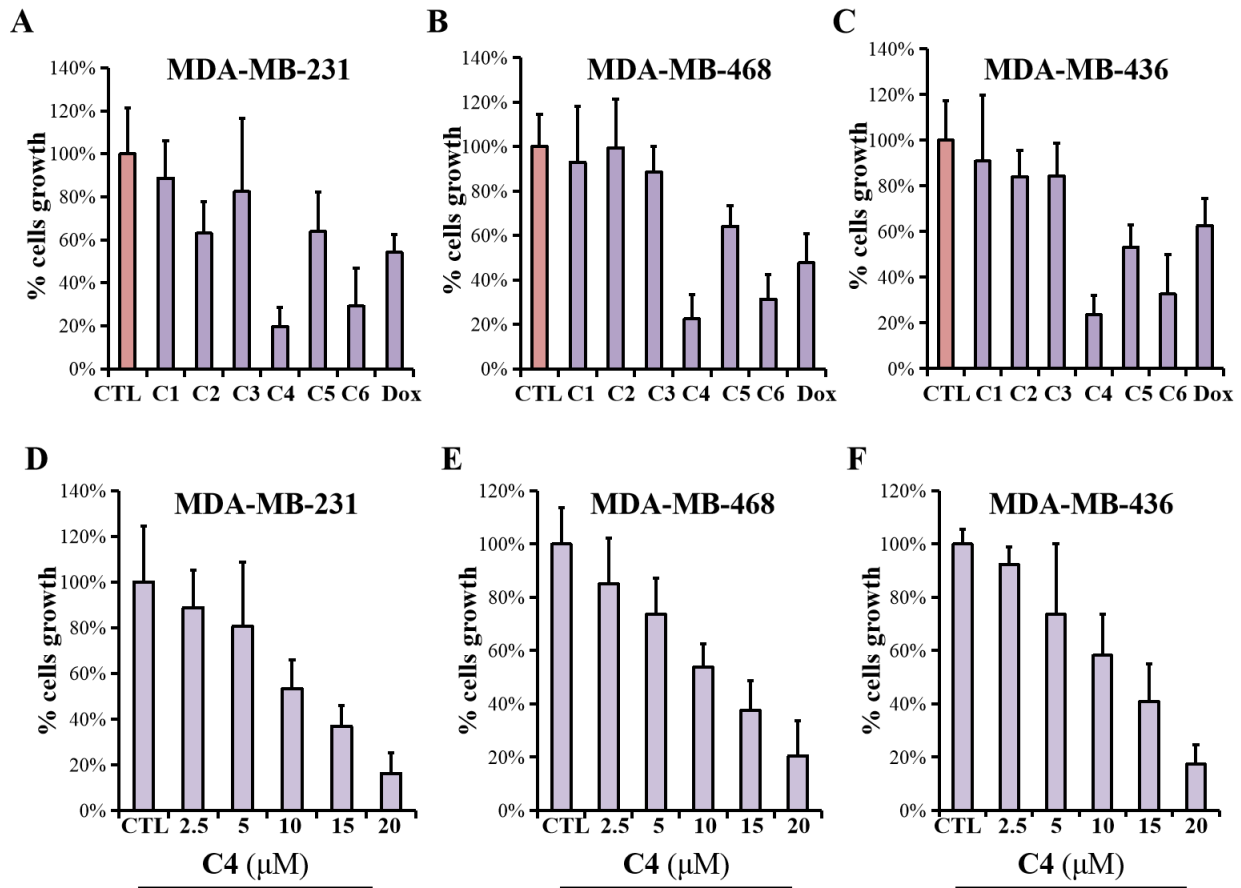 A
MDA-MB-231
% cells growth
140%
120%
100%
80%
60%
40%
20%
0%
CTL C1 C2 C3 C4 C5 C6 Dox
B
MDA-MB-468
% cells growth
140%
120%
100%
80%
60%
40%
20%
0%
CTL C1 C2 C3 C4 C5 C6 Dox
C
MDA-MB-436
% cells growth
140%
120%
100%
80%
60%
40%
20%
0%
CTL C1 C2 C3 C4 C5 C6 Dox
D
MDA-MB-231
% cells growth
140%
120%
100%
80%
60%
40%
20%
0%
CTL 2.5 5 10 15 20
C4 (μM)
E
MDA-MB-468
% cells growth
120%
100%
80%
60%
40%
20%
0%
CTL 2.5 5 10 15 20
C4 (μM)
F
MDA-MB-436
% cells growth
120%
100%
80%
60%
40%
20%
0%
CTL 2.5 5 10 15 20
C4 (μM)